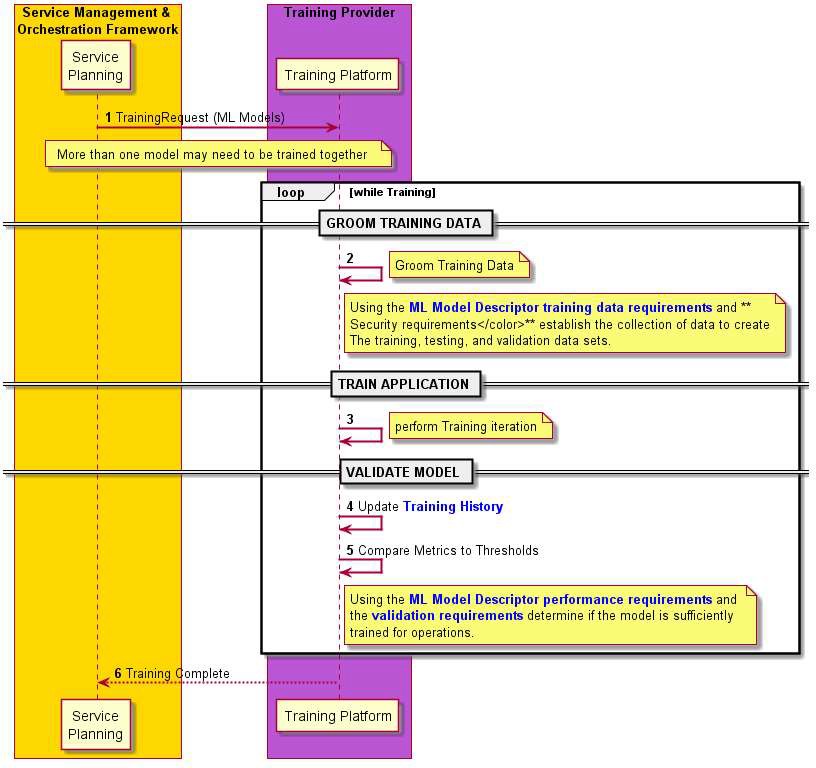 Service Management &
Orchestration Framework
Training Provider
Service
Planning
Training Platform
1 TrainingRequest (ML Models)
More than one model may need to be trained together
loop [while Training]
GROOM TRAINING DATA
2
Groom Training Data
Using the ML Model Descriptor training data requirements and **
Security requirements</color>** establish the collection of data to create
The training, testing, and validation data sets.
TRAIN APPLICATION
3
perform Training iteration
VALIDATE MODEL
4 Update Training History
5 Compare Metrics to Thresholds
Using the ML Model Descriptor performance requirements and
the validation requirements determine if the model is sufficiently
trained for operations.
6 Training Complete
Service
Planning
Training Platform